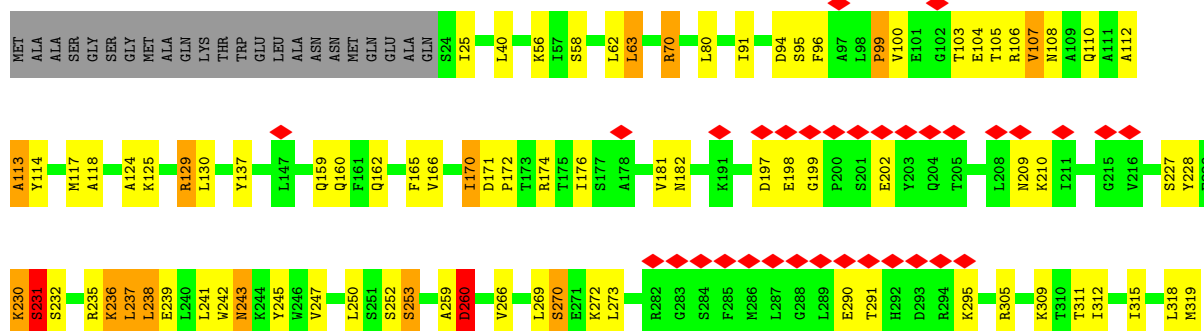 MET ALA ALA SER GLY SER GLY MET ALA GLN LYS THR TRP GLU LEU ALA ASN ASN MET GLN GLU ALA GLN S24 I25 L40 K56 I57 S58 L62 L63 R70 L80 I91 D94 S95 F96 A97 L98 P99 V100 E101 G102 T103 E104 T105 R106 V107 N108 A109 Q110 A111 A112
A113 Y114 M117 A118 A124 K125 R129 L130 Y137 L147 Q159 Q160 F161 Q162 F165 V166 I170 D171 P172 T173 R174 T175 I176 S177 A178 V181 N182 K191 D197 E198 G199 P200 S201 E202 Y203 Q204 T205 L208 N209 K210 I211 G215 V216 S227 Y228
K230 S231 S232 R235 K236 L237 L238 E239 L240 L241 W242 N243 K244 Y245 W246 V247 L250 S251 S252 S253 A259 D260 V266 L269 S270 E271 K272 L273 R282 G283 S284 F285 M286 L287 G288 L289 E290 T291 H292 D293 R294 K295 R305 K309 T310 T311 I312 I315 L318 M319